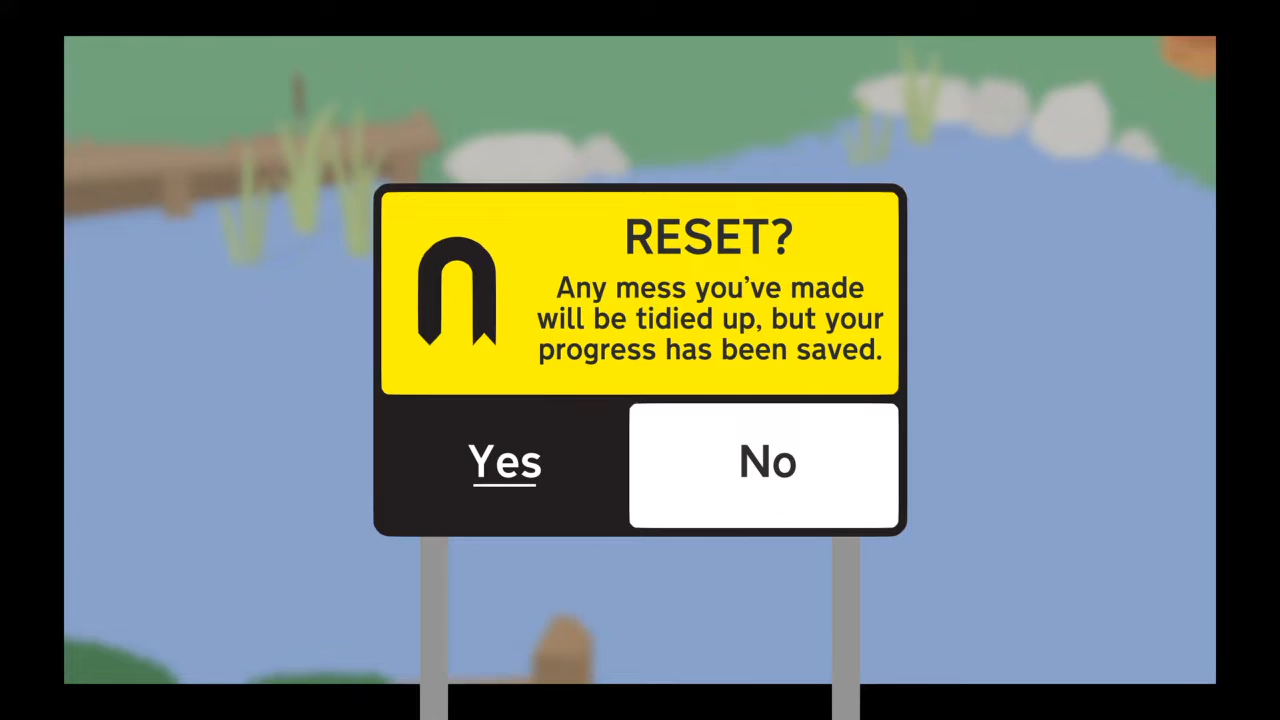 RESET?
Any mess you've made
will be tidied up, but your
progress has been saved.
Yes
No